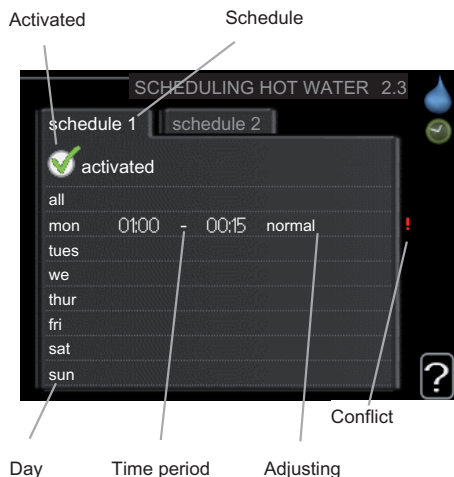 Activated Schedule
SCHEDULING HOT WATER 2.3
schedule 1 schedule 2
activated
all
mon 01:00 - 00:15 normal !
tues
we
thur
fri
sat
sun
?
Conflict
Day Time period Adjusting